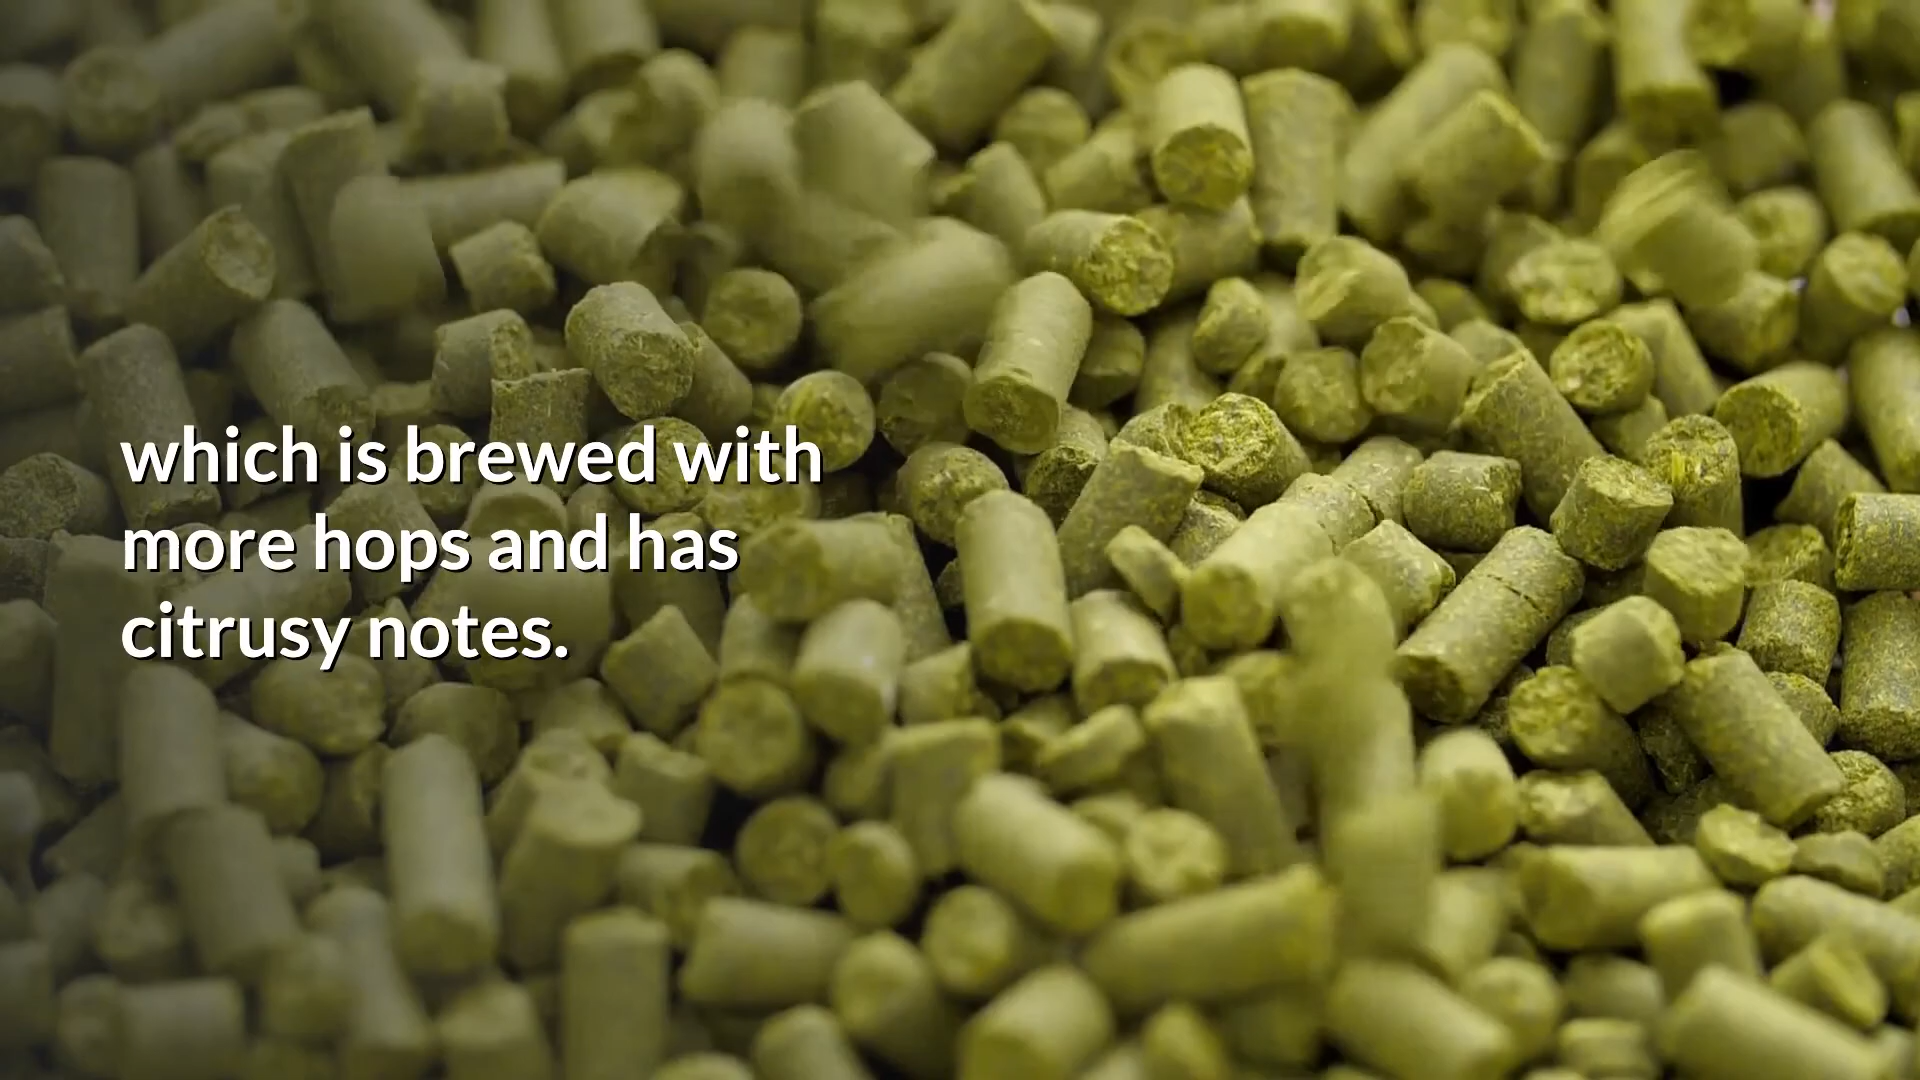 which is brewed with
more hops and has
citrusy notes.